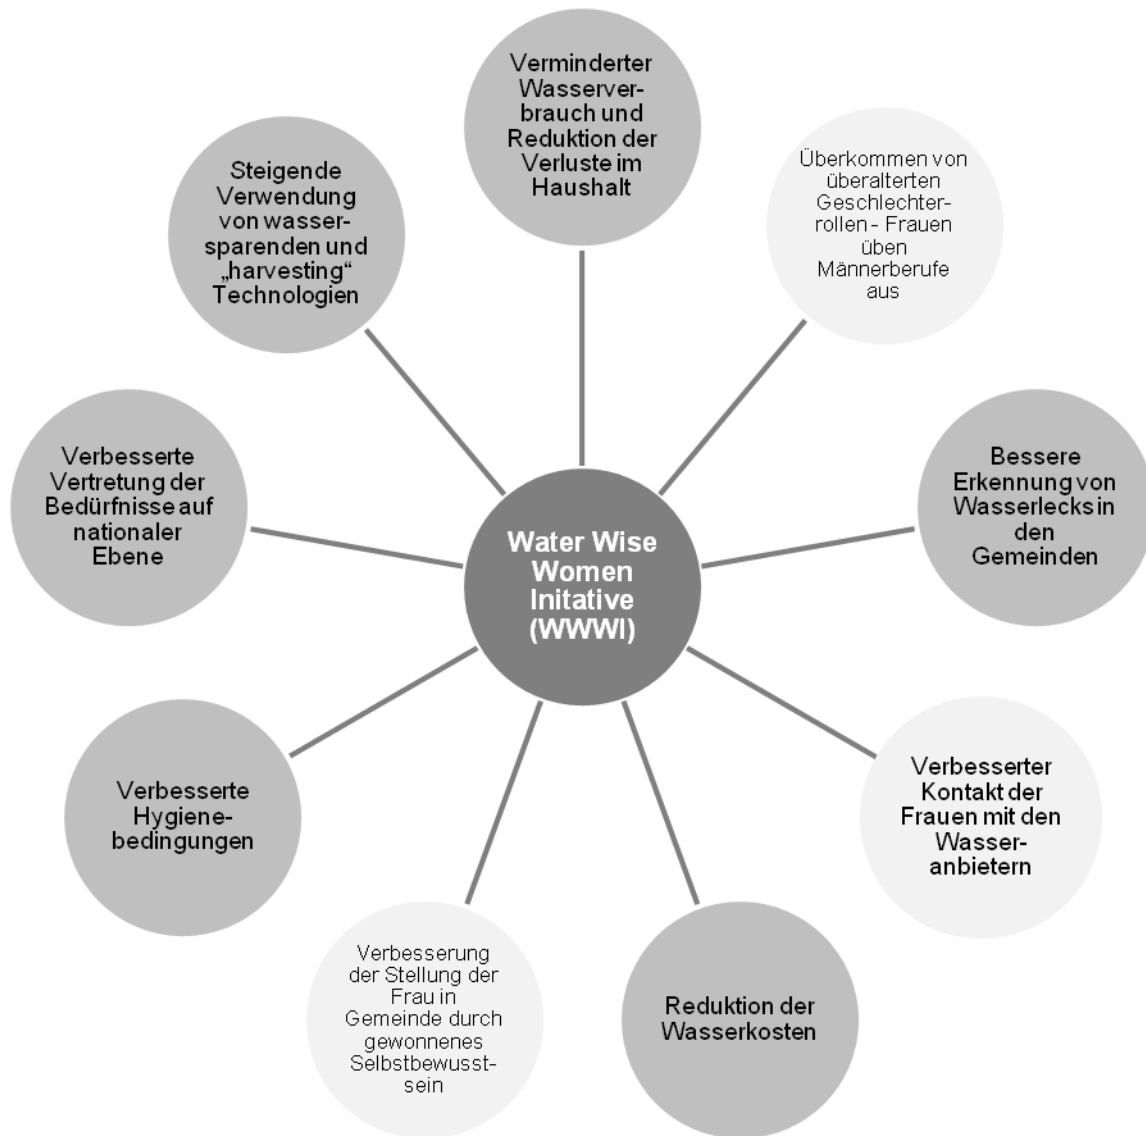 Verminderter
Wasserver-
brauch und
Reduktion der
Verluste im
Haushalt
Überkommen von
überalterten
Geschlechter-
rollen - Frauen
üben
Männerberufe
aus
Bessere
Erkennung von
Wasserlecks in
den
Gemeinden
Verbesserter
Kontakt der
Frauen mit den
Wasser-
anbietern
Reduktion der
Wasserkosten
Verbesserung
der Stellung der
Frau in
Gemeinde durch
gewonnenes
Selbstbewusst-
sein
Verbesserte
Hygiene-
bedingungen
Verbesserte
Vertretung der
Bedürfnisse auf
nationaler
Ebene
Steigende
Verwendung
von wasser-
sparenden und
„harvesting“
Technologien
Water Wise
Women
Initative
(WWWI)